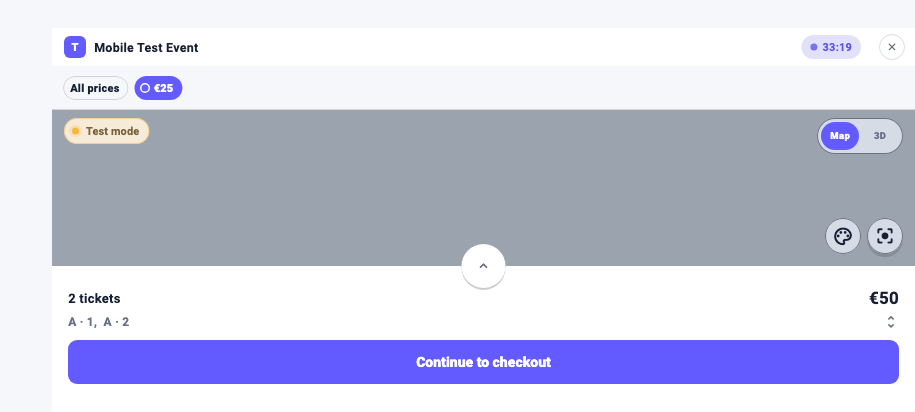 T Mobile Test Event 33:19
All prices €25
Test mode Map 3D
2 tickets €50
A · 1, A · 2
Continue to checkout